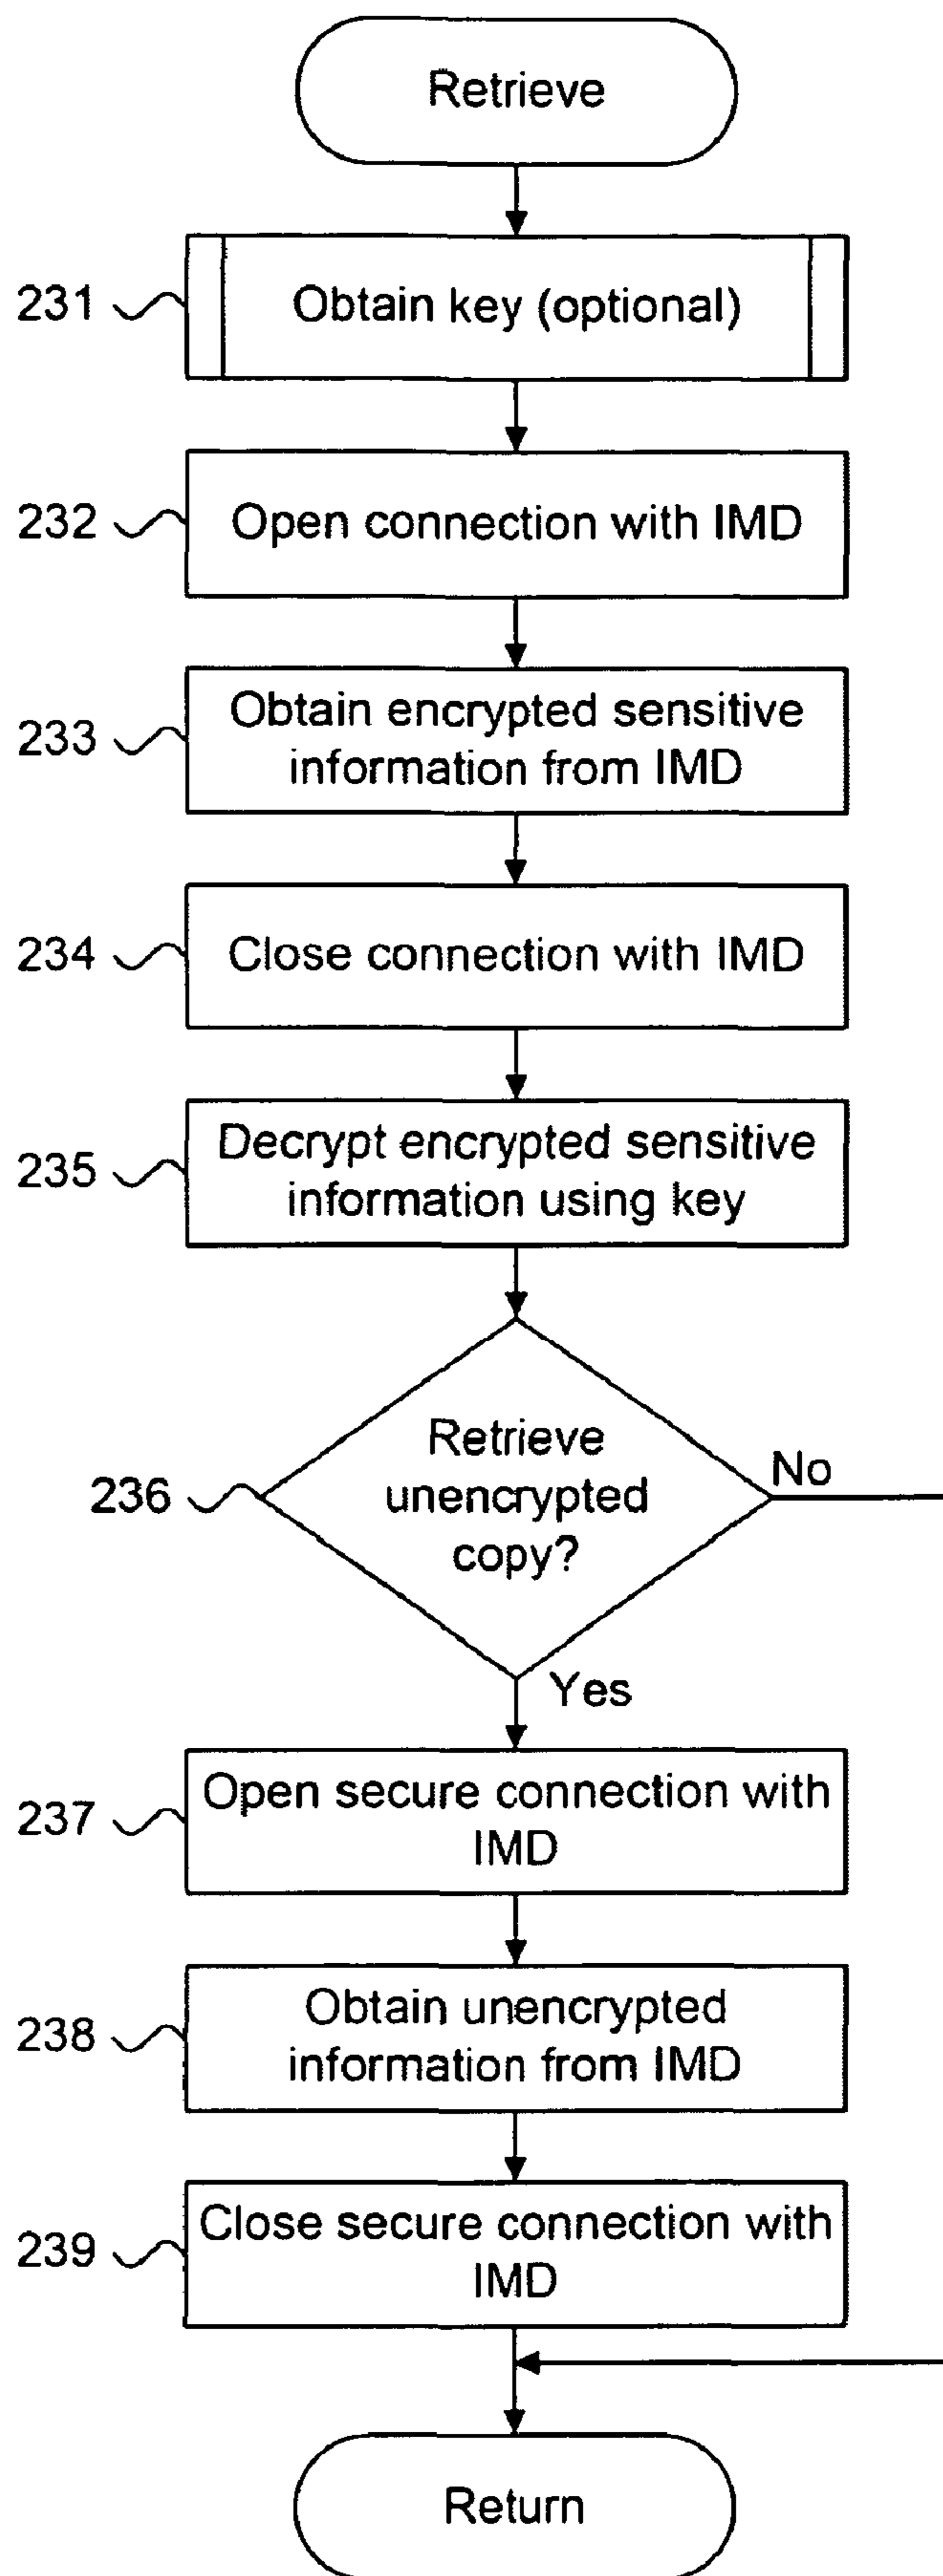 Retrieve
231
Obtain key (optional)
232
Open connection with IMD
233
Obtain encrypted sensitive
information from IMD
234
Close connection with IMD
235
Decrypt encrypted sensitive
information using key
236
Retrieve
unencrypted
copy?
No
Yes
237
Open secure connection with
IMD
238
Obtain unencrypted
information from IMD
239
Close secure connection with
IMD
Return